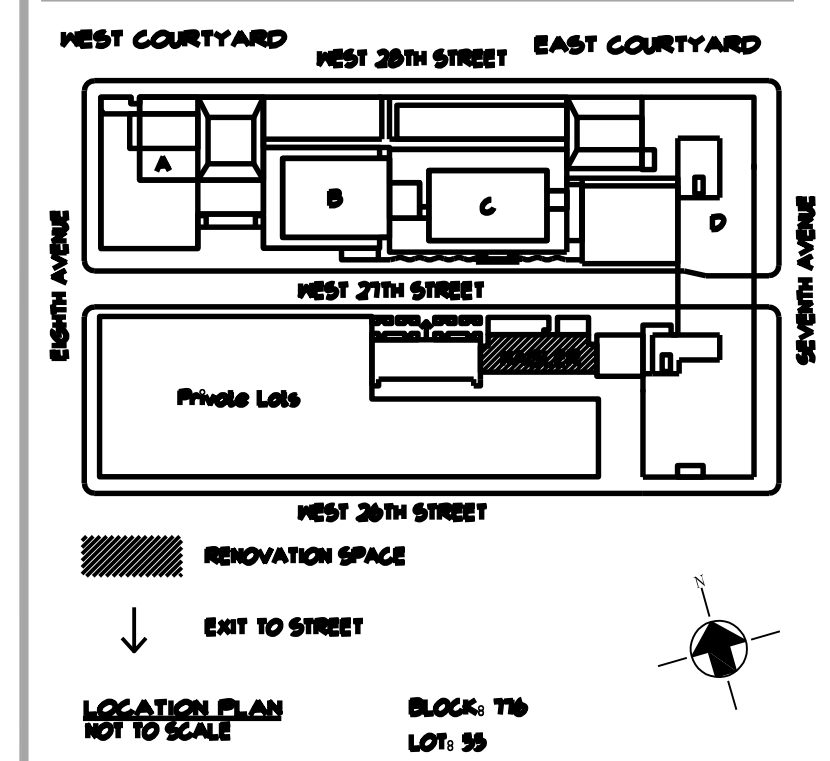 WEST COURTYARD
WEST 28TH STREET
EAST COURTYARD
A
B
C
D
EIGHTH AVENUE
SEVENTH AVENUE
WEST 27TH STREET
Private Lots
WEST 26TH STREET
RENOVATION SPACE
EXIT TO STREET
N
LOCATION PLAN
NOT TO SCALE
BLOCK: 776
LOT: 33